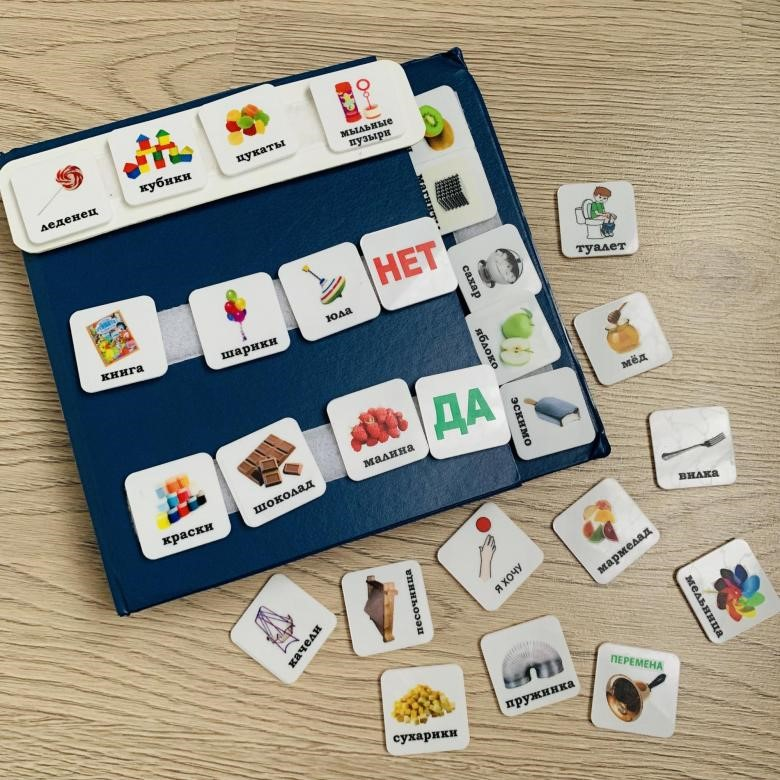 леденец
кубики
цукаты
мыльные
пузыри
книга
шарики
юла
НЕТ
краски
шоколад
малина
ДА
сахар
яблоко
эскимо
туалет
мёд
вилка
мармелад
мельница
я хочу
песочница
качели
пружинка
ПЕРЕМЕНА
сухарики